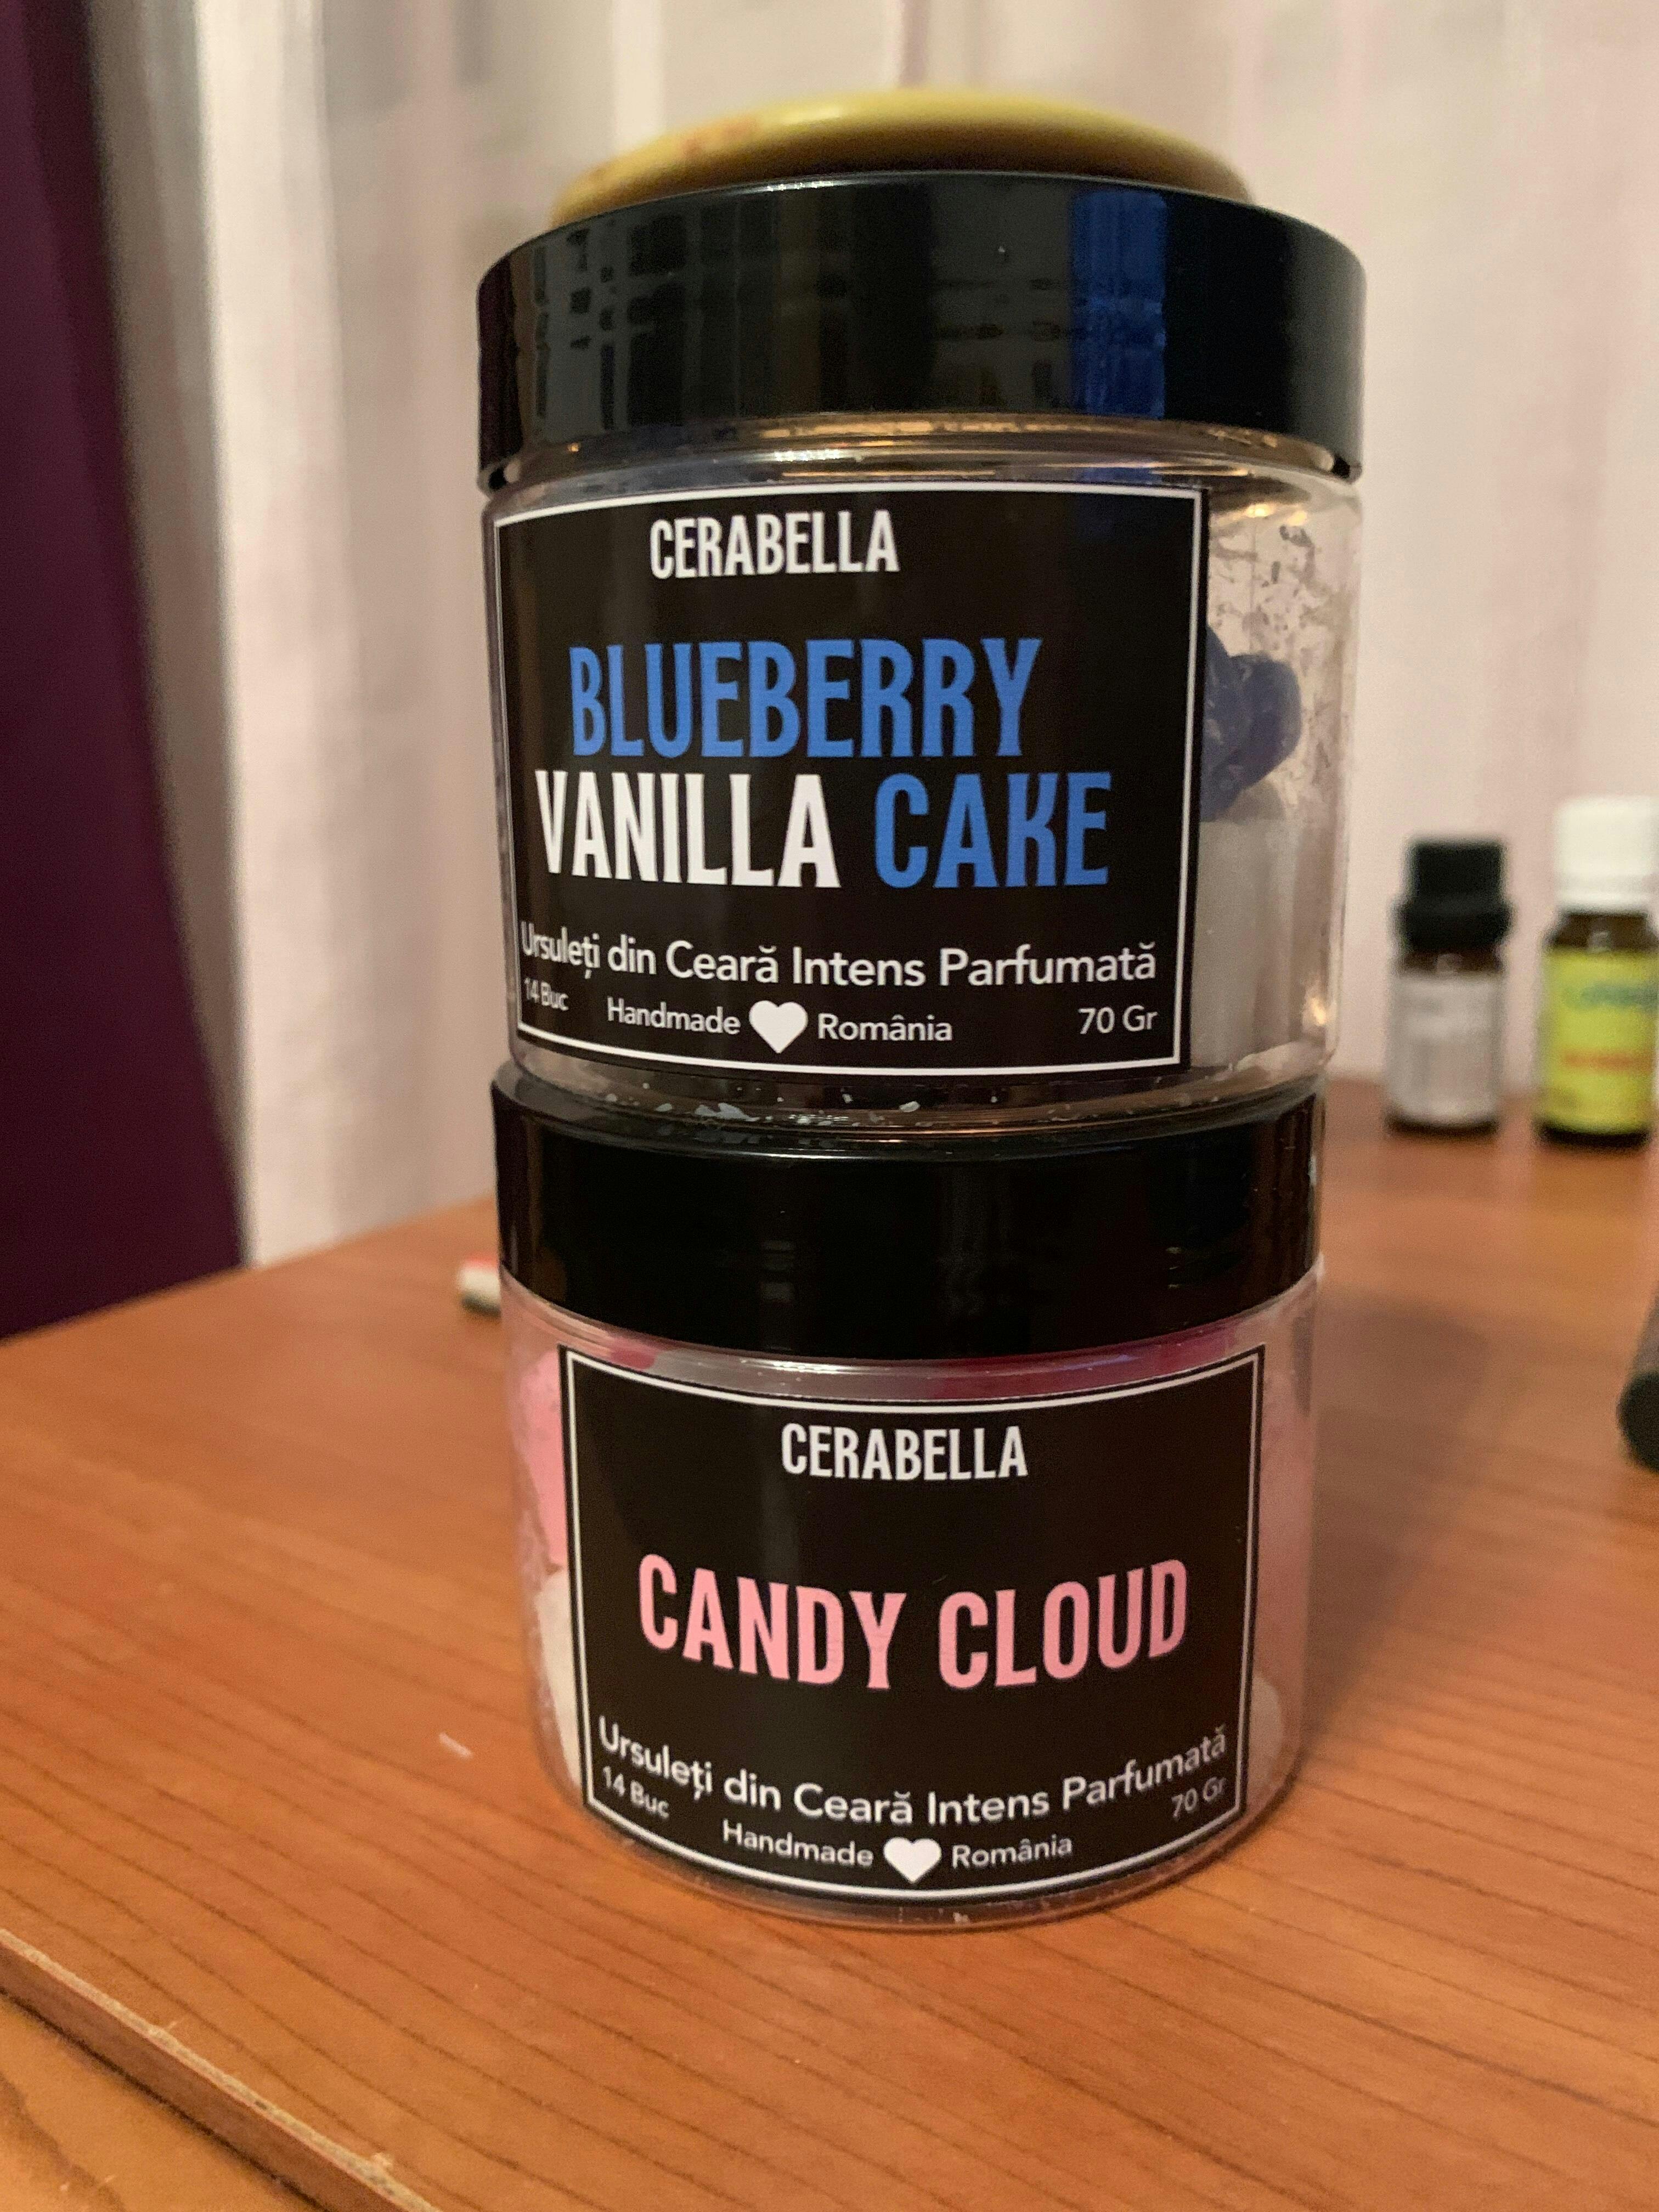 CERABELLA
BLUEBERRY
VANILLA CAKE
Ursuleți din Ceară Intens Parfumată
14 Buc Handmade România 70 Gr
CERABELLA
CANDY CLOUD
Ursuleți din Ceară Intens Parfumată
14 Buc 70 Gr
Handmade România